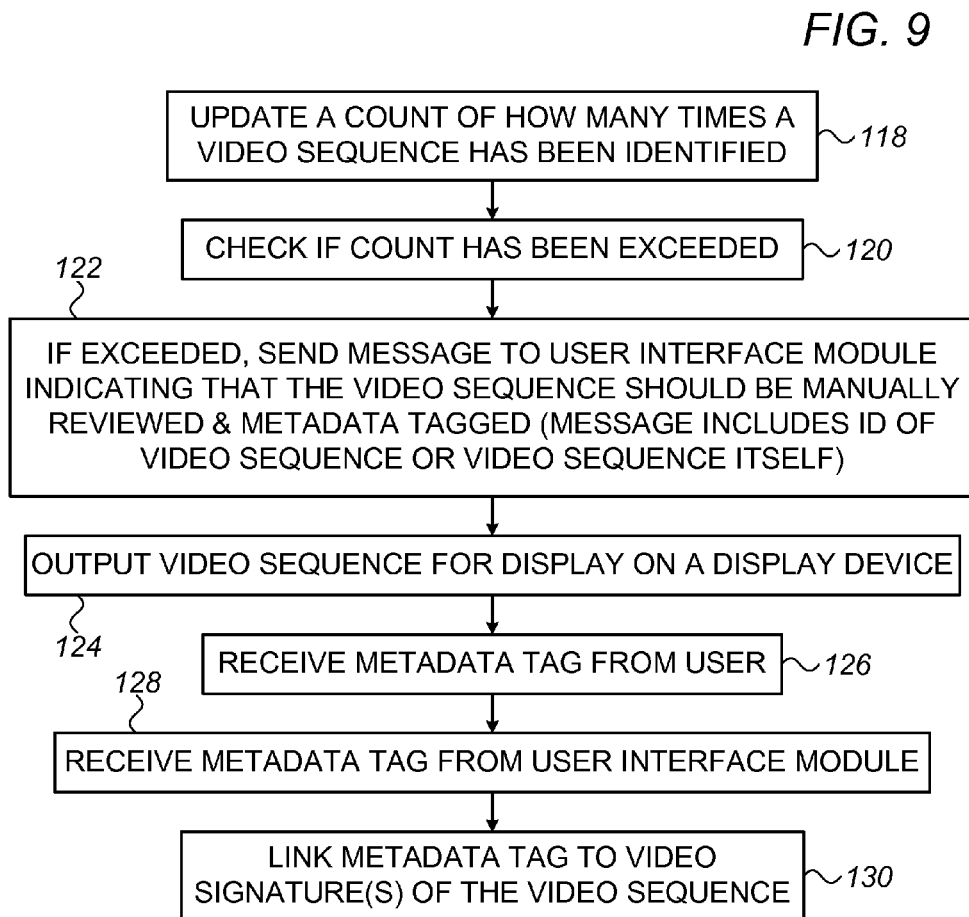 FIG. 9
UPDATE A COUNT OF HOW MANY TIMES A
VIDEO SEQUENCE HAS BEEN IDENTIFIED
118
CHECK IF COUNT HAS BEEN EXCEEDED
120
122
IF EXCEEDED, SEND MESSAGE TO USER INTERFACE MODULE
INDICATING THAT THE VIDEO SEQUENCE SHOULD BE MANUALLY
REVIEWED & METADATA TAGGED (MESSAGE INCLUDES ID OF
VIDEO SEQUENCE OR VIDEO SEQUENCE ITSELF)
OUTPUT VIDEO SEQUENCE FOR DISPLAY ON A DISPLAY DEVICE
124
RECEIVE METADATA TAG FROM USER
126
128
RECEIVE METADATA TAG FROM USER INTERFACE MODULE
LINK METADATA TAG TO VIDEO
SIGNATURE(S) OF THE VIDEO SEQUENCE
130